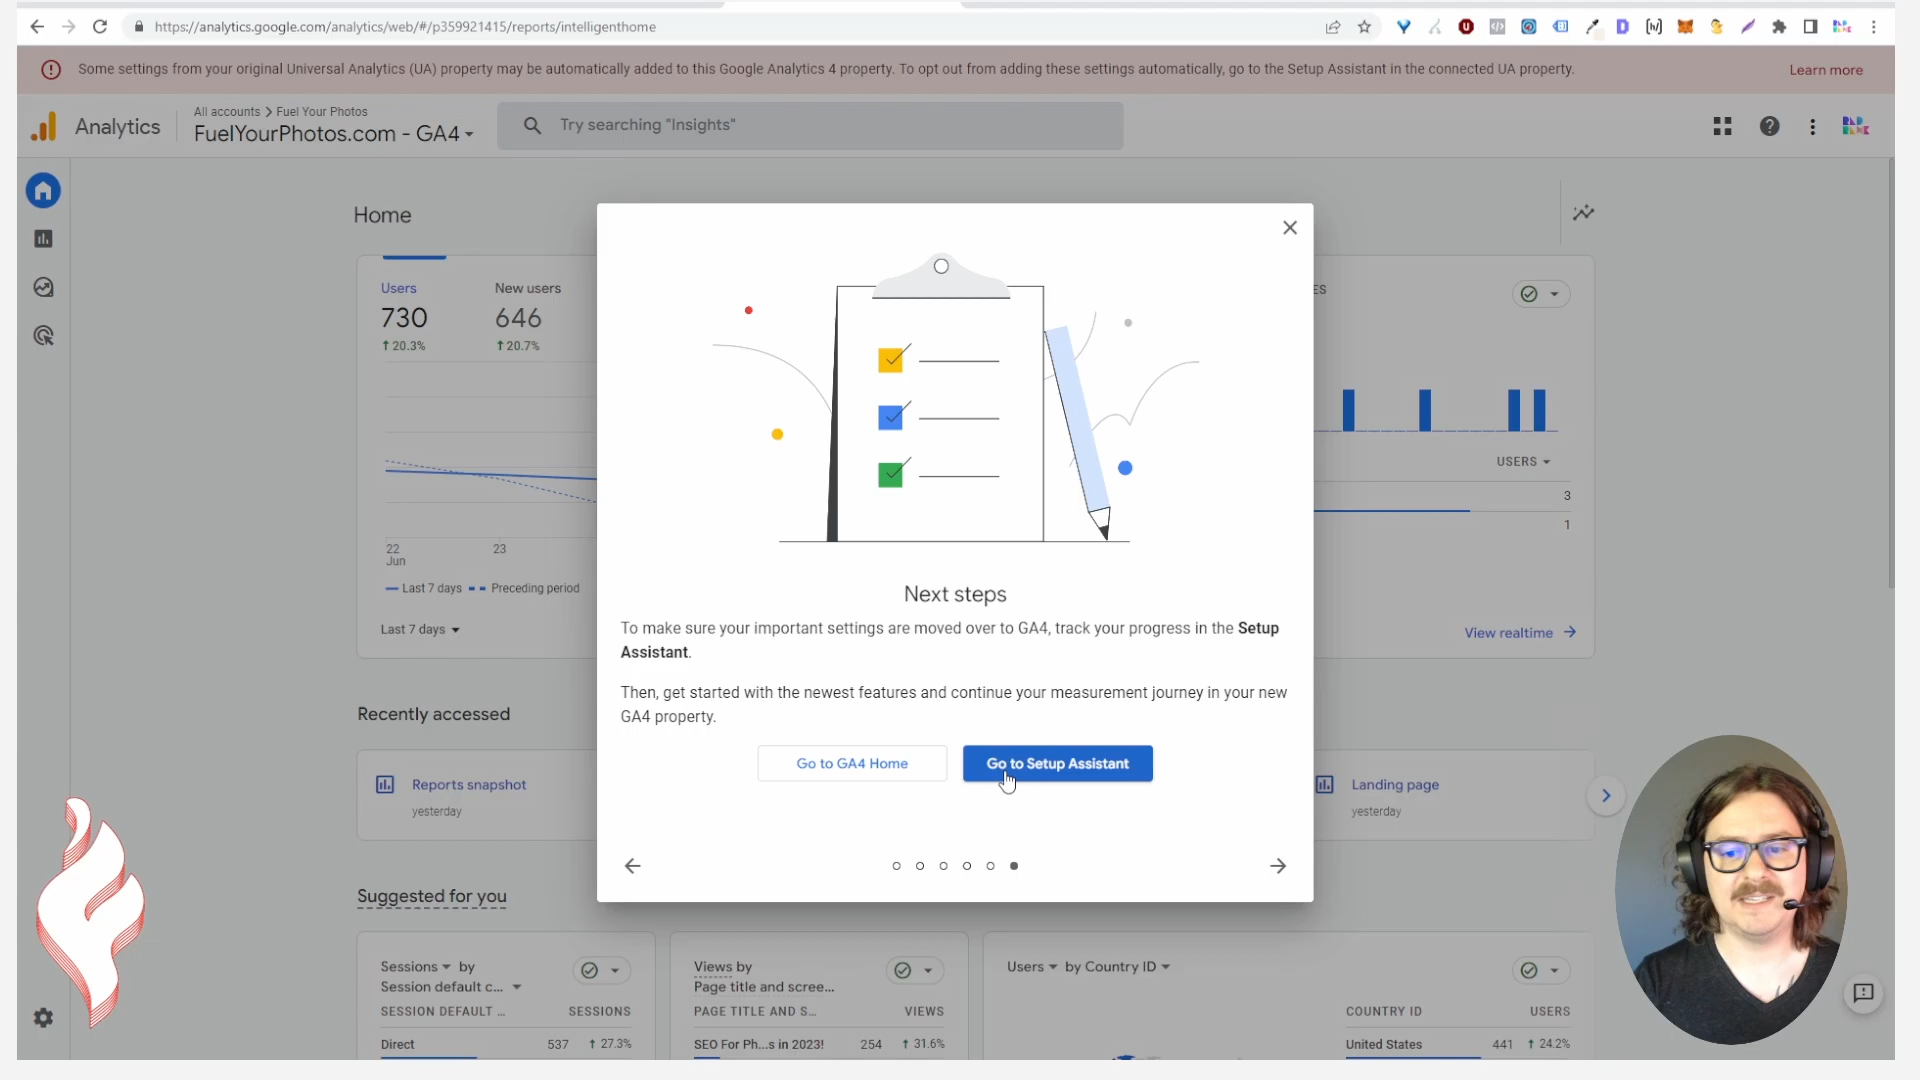 https://analytics.google.com/analytics/web/#/p359921415/reports/intelligenthome
Some settings from your original Universal Analytics (UA) property may be automatically added to this Google Analytics 4 property. To opt out from adding these settings automatically, go to the Setup Assistant in the connected UA property.
Learn more
Analytics
All accounts > Fuel Your Photos
FuelYourPhotos.com - GA4
Try searching "Insights"
Home
Users
730
20.3%
New users
646
20.7%
22
Jun
23
Last 7 days
Preceding period
Last 7 days
Next steps
To make sure your important settings are moved over to GA4, track your progress in the Setup
Assistant.
Then, get started with the newest features and continue your measurement journey in your new
GA4 property.
Go to GA4 Home
Go to Setup Assistant
ES
USERS
3
1
View realtime
Recently accessed
Reports snapshot
yesterday
Landing page
yesterday
Suggested for you
Sessions by
Session default c...
SESSION DEFAULT ...
SESSIONS
Direct
537
27.3%
Views by
Page title and scree...
PAGE TITLE AND S...
VIEWS
SEO For Ph...s in 2023!
254
31.6%
Users by Country ID
COUNTRY ID
USERS
United States
441
24.2%